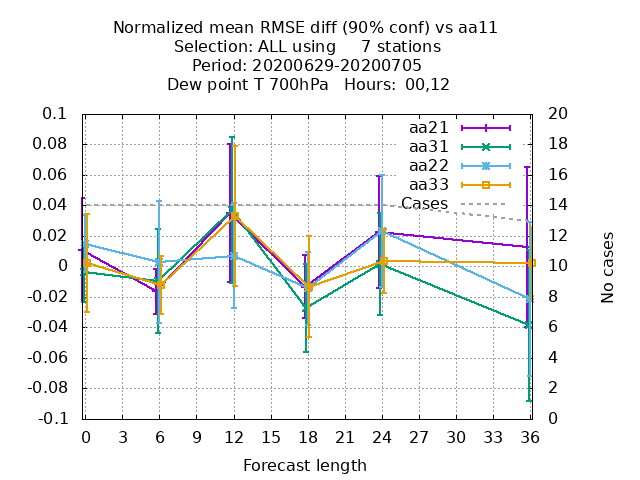 Normalized mean RMSE diff (90% conf) vs aa11
Selection: ALL using 7 stations
Period: 20200629-20200705
Dew point T 700hPa Hours: 00,12
0.1
0.08
0.06
0.04
0.02
0
-0.02
-0.04
-0.06
-0.08
-0.1
aa21
aa31
aa22
aa33
Cases
20
18
16
14
12
10
8
6
4
2
0
No cases
0 3 6 9 12 15 18 21 24 27 30 33 36
Forecast length